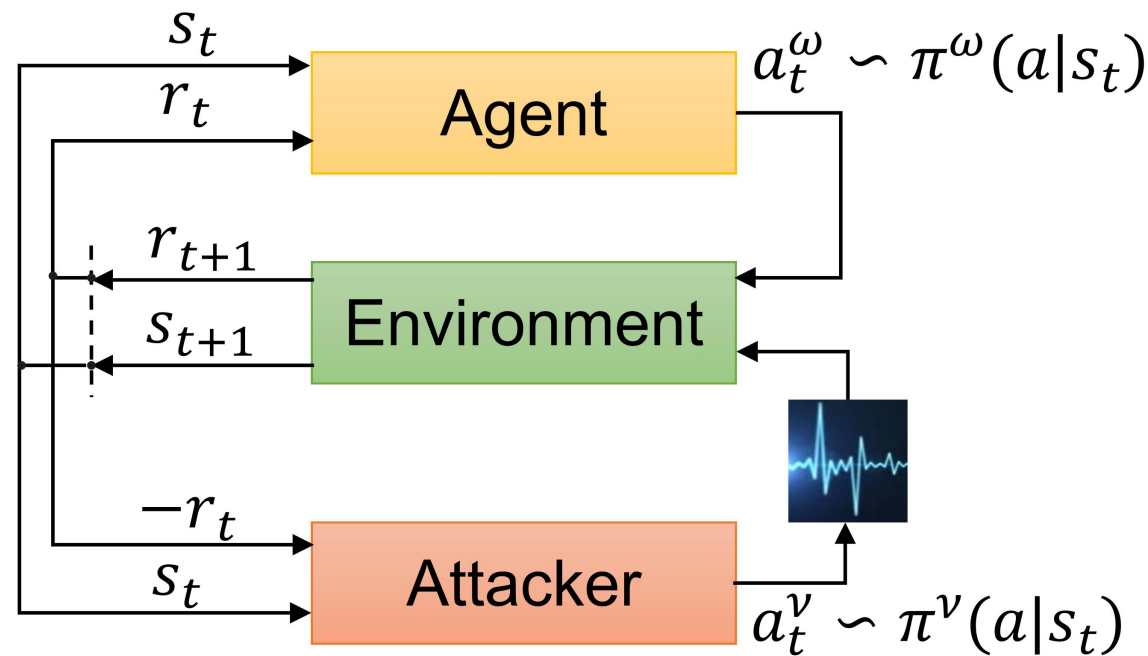 s_t
a_t^ω ∽ π^ω(a|s_t)
r_t
Agent
r_{t+1}
Environment
s_{t+1}
−r_t
Attacker
s_t
a_t^ν ∽ π^ν(a|s_t)